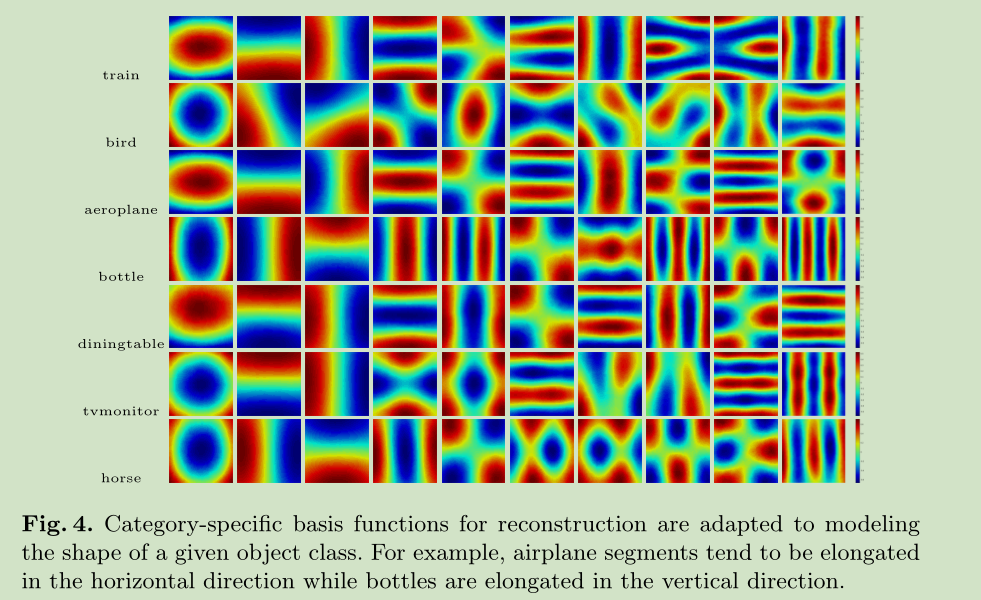 train
bird
aeroplane
bottle
diningtable
tvmonitor
horse
Fig. 4. Category-specific basis functions for reconstruction are adapted to modeling
the shape of a given object class. For example, airplane segments tend to be elongated
in the horizontal direction while bottles are elongated in the vertical direction.